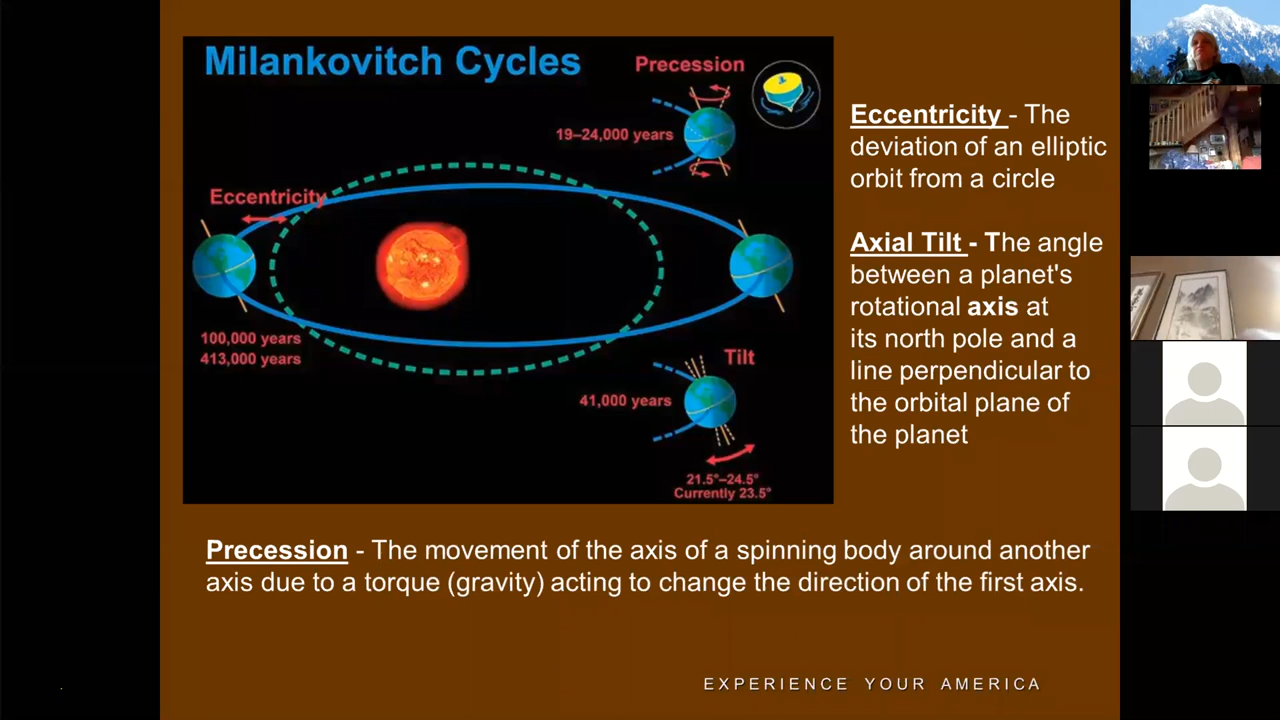 Milankovitch Cycles
Precession
19–24,000 years
Eccentricity
100,000 years
413,000 years
Tilt
41,000 years
21.5°–24.5°
Currently 23.5°
Eccentricity - The
deviation of an elliptic
orbit from a circle
Axial Tilt - The angle
between a planet's
rotational axis at
its north pole and a
line perpendicular to
the orbital plane of
the planet
Precession - The movement of the axis of a spinning body around another
axis due to a torque (gravity) acting to change the direction of the first axis.
EXPERIENCE YOUR AMERICA